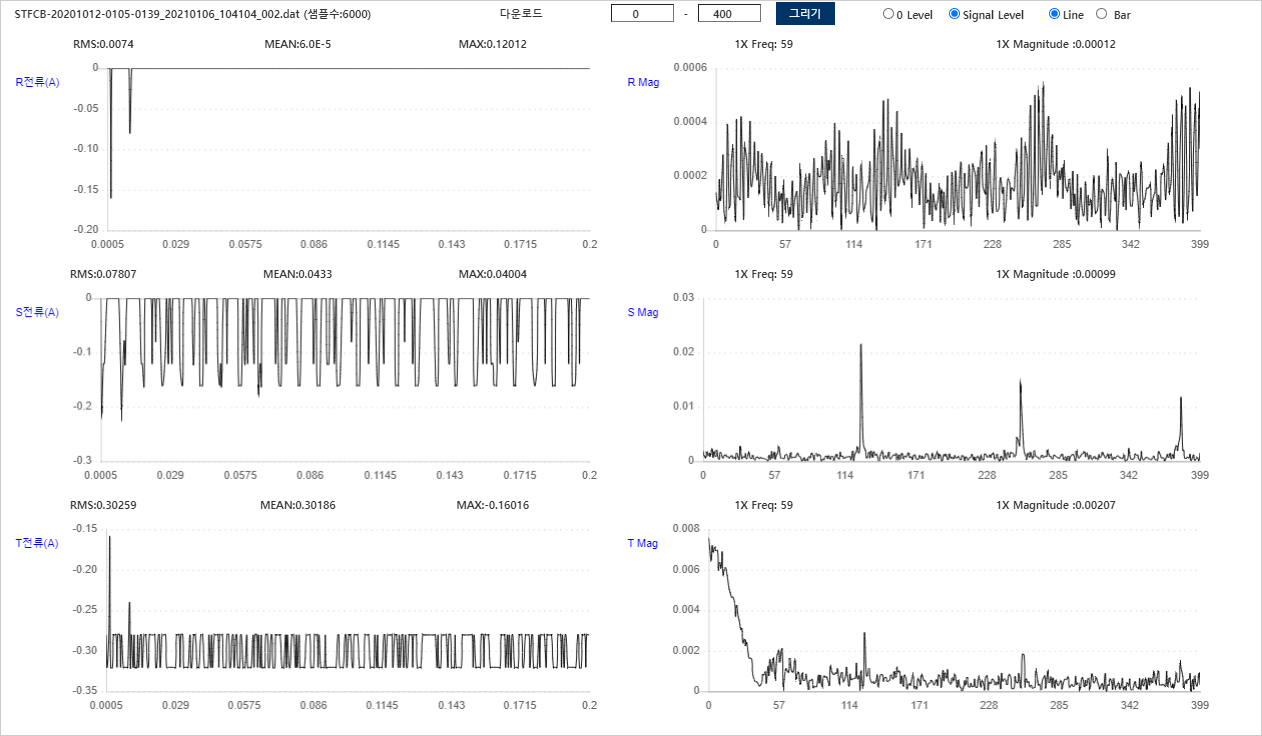 STFCB-20201012-0105-0139_20210106_104104_002.dat (샘플수:6000) 다운로드 0 - 400 그리기 0 Level Signal Level Line Bar
RMS:0.0074 MEAN:6.0E-5 MAX:0.12012
R전류(A)
0
-0.05
-0.10
-0.15
-0.20
0.0005 0.029 0.0575 0.086 0.1145 0.143 0.1715 0.2
1X Freq: 59 1X Magnitude :0.00012
R Mag
0.0006
0.0004
0.0002
0
0 57 114 171 228 285 342 399
RMS:0.07807 MEAN:0.0433 MAX:0.04004
S전류(A)
0
-0.1
-0.2
-0.3
0.0005 0.029 0.0575 0.086 0.1145 0.143 0.1715 0.2
1X Freq: 59 1X Magnitude :0.00099
S Mag
0.03
0.02
0.01
0
0 57 114 171 228 285 342 399
RMS:0.30259 MEAN:0.30186 MAX:-0.16016
T전류(A)
-0.15
-0.20
-0.25
-0.30
-0.35
0.0005 0.029 0.0575 0.086 0.1145 0.143 0.1715 0.2
1X Freq: 59 1X Magnitude :0.00207
T Mag
0.008
0.006
0.004
0.002
0
0 57 114 171 228 285 342 399